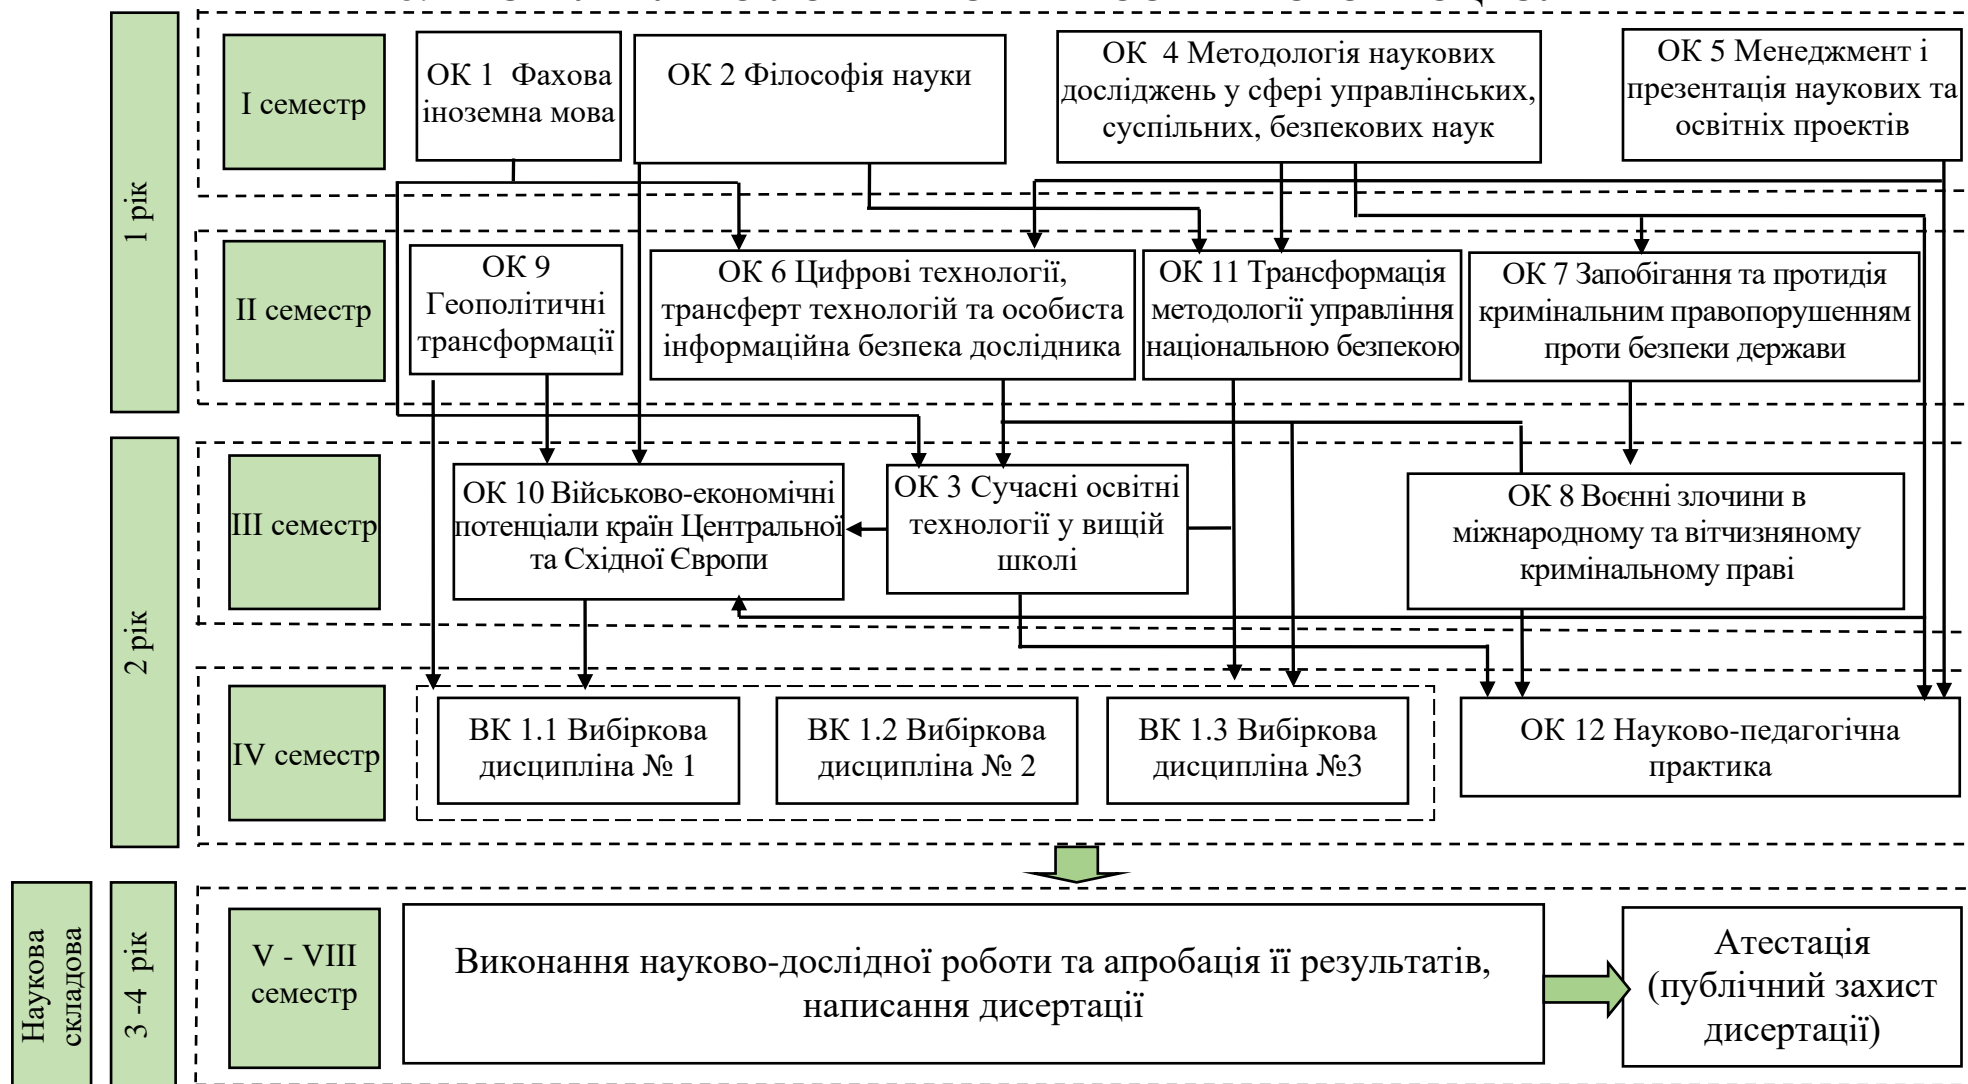 1 рік
I семестр
ОК 1 Фахова
іноземна мова
ОК 2 Філософія науки
ОК 4 Методологія наукових
досліджень у сфері управлінських,
суспільних, безпекових наук
ОК 5 Менеджмент і
презентація наукових та
освітніх проектів
II семестр
ОК 9
Геополітичні
трансформації
ОК 6 Цифрові технології,
трансферт технологій та особиста
інформаційна безпека дослідника
ОК 11 Трансформація
методології управління
національною безпекою
ОК 7 Запобігання та протидія
кримінальним правопорушенням
проти безпеки держави
2 рік
III семестр
ОК 10 Військово-економічні
потенціали країн Центральної
та Східної Європи
ОК 3 Сучасні освітні
технології у вищій
школі
ОК 8 Воєнні злочини в
міжнародному та вітчизняному
кримінальному праві
IV семестр
ВК 1.1 Вибіркова
дисципліна № 1
ВК 1.2 Вибіркова
дисципліна № 2
ВК 1.3 Вибіркова
дисципліна №3
ОК 12 Науково-педагогічна
практика
Наукова
складова
3 -4 рік
V - VIII
семестр
Виконання науково-дослідної роботи та апробація її результатів,
написання дисертації
Атестація
(публічний захист
дисертації)